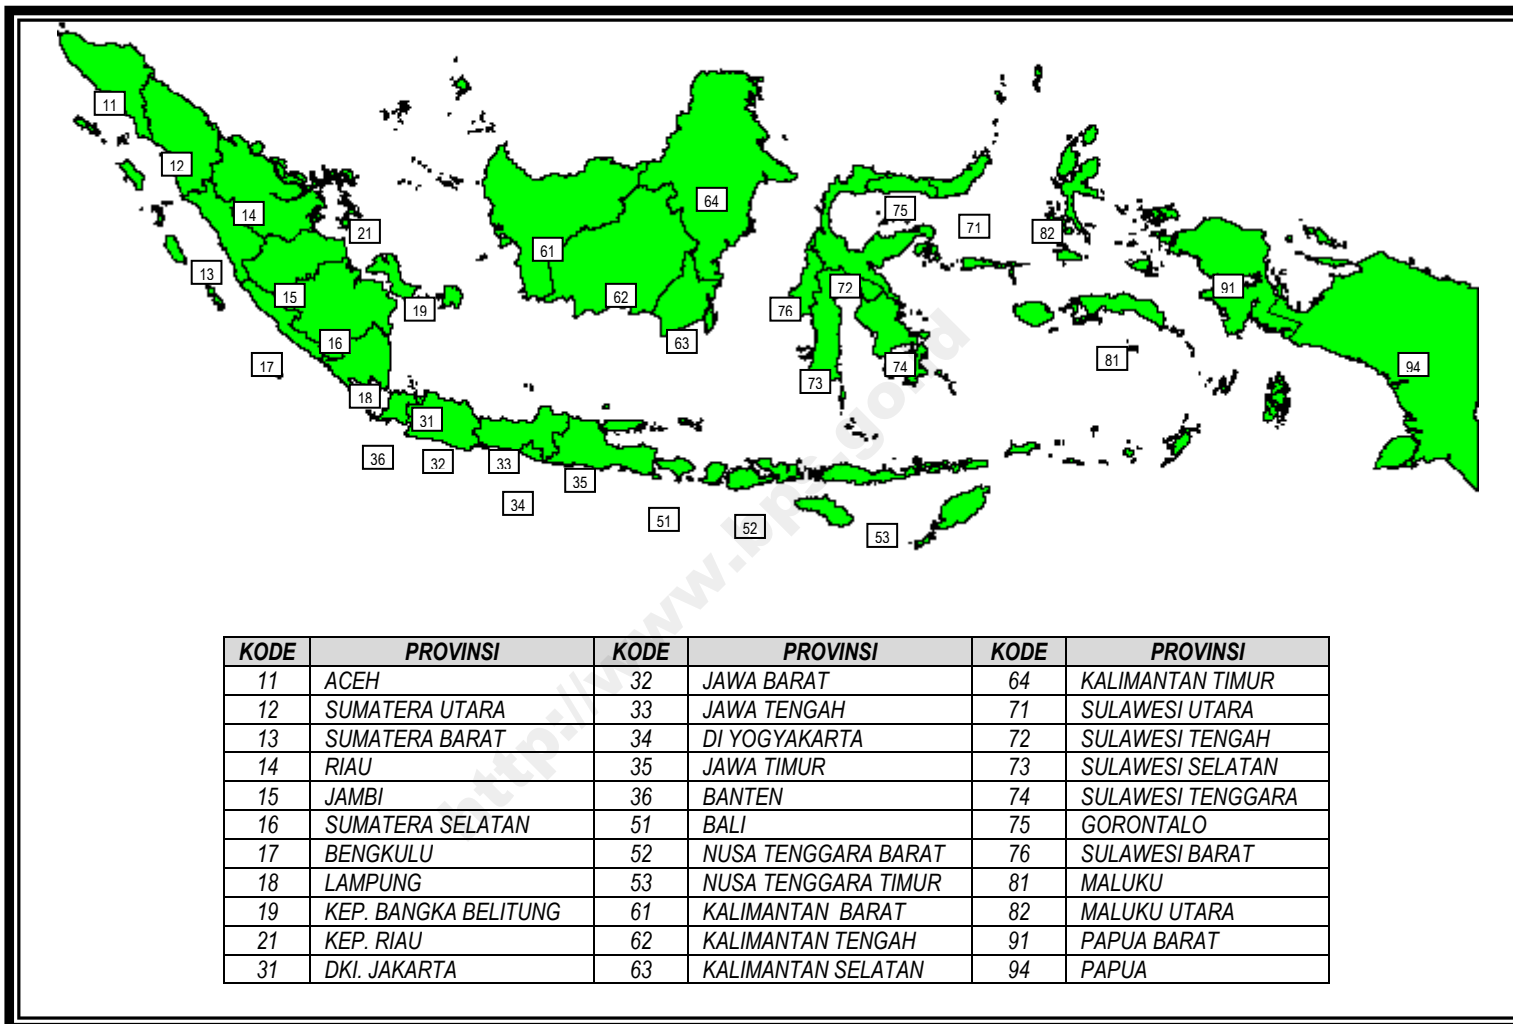 11
12
64
14
75
21
71
82
61
13
72
91
15
62
19
76
16
63
17
81
74
94
73
18
31
36
32
33
35
34
51
52
53
http://www.bps.go.id
KODE PROVINSI KODE PROVINSI KODE PROVINSI
11 ACEH 32 JAWA BARAT 64 KALIMANTAN TIMUR
12 SUMATERA UTARA 33 JAWA TENGAH 71 SULAWESI UTARA
13 SUMATERA BARAT 34 DI YOGYAKARTA 72 SULAWESI TENGAH
14 RIAU 35 JAWA TIMUR 73 SULAWESI SELATAN
15 JAMBI 36 BANTEN 74 SULAWESI TENGGARA
16 SUMATERA SELATAN 51 BALI 75 GORONTALO
17 BENGKULU 52 NUSA TENGGARA BARAT 76 SULAWESI BARAT
18 LAMPUNG 53 NUSA TENGGARA TIMUR 81 MALUKU
19 KEP. BANGKA BELITUNG 61 KALIMANTAN BARAT 82 MALUKU UTARA
21 KEP. RIAU 62 KALIMANTAN TENGAH 91 PAPUA BARAT
31 DKI. JAKARTA 63 KALIMANTAN SELATAN 94 PAPUA